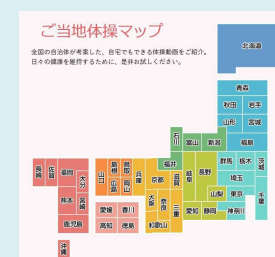 ご当地体操マップ
全国の自治体が考案した、自宅でもできる体操動画をご紹介。
日々の健康を維持するために、是非お試しください。
北海道
青森
秋田 岩手
山形 宮城
石川 富山 新潟 福島
福井 岐阜 長野 群馬 栃木 茨城
長崎 佐賀 福岡 大分 山口 島根 鳥取 広島 岡山 兵庫 京都 滋賀
埼玉 千葉
山梨 東京
熊本 宮崎 愛媛 香川 大阪 奈良 三重 愛知 静岡 神奈川
鹿児島 高知 徳島 和歌山
沖縄